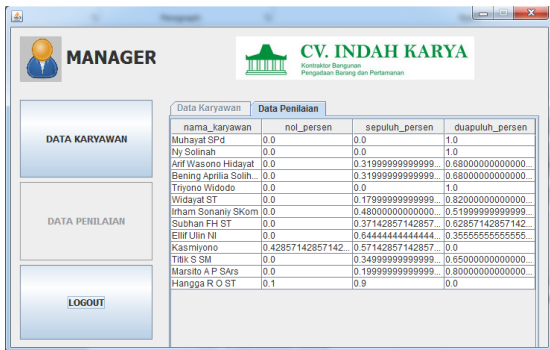 MANAGER
CV. INDAH KARYA
Kontraktor Bangunan
Pengadaan Barang dan Pertamanan
DATA KARYAWAN
DATA PENILAIAN
LOGOUT
Data Karyawan Data Penilaian
nama_karyawan nol_persen sepuluh_persen duapuluh_persen
Muhayat SPd 0.0 0.0 1.0
Ny Solinah 0.0 0.0 1.0
Arif Wasono Hidayat 0.0 0.31999999999999... 0.68000000000000...
Bening Aprilia Solih... 0.0 0.31999999999999... 0.68000000000000...
Triyono Widodo 0.0 0.0 1.0
Widayat ST 0.0 0.17999999999999... 0.82000000000000...
Irham Sonaniy SKom 0.0 0.48000000000000... 0.51999999999999...
Subhan FH ST 0.0 0.37142857142857... 0.62857142857142...
Ellif Ulin NI 0.0 0.64444444444444... 0.35555555555555...
Kasmiyono 0.42857142857142... 0.57142857142857... 0.0
Titik S SM 0.0 0.34999999999999... 0.65000000000000...
Marsito A P SArs 0.0 0.19999999999999... 0.80000000000000...
Hangga R O ST 0.1 0.9 0.0